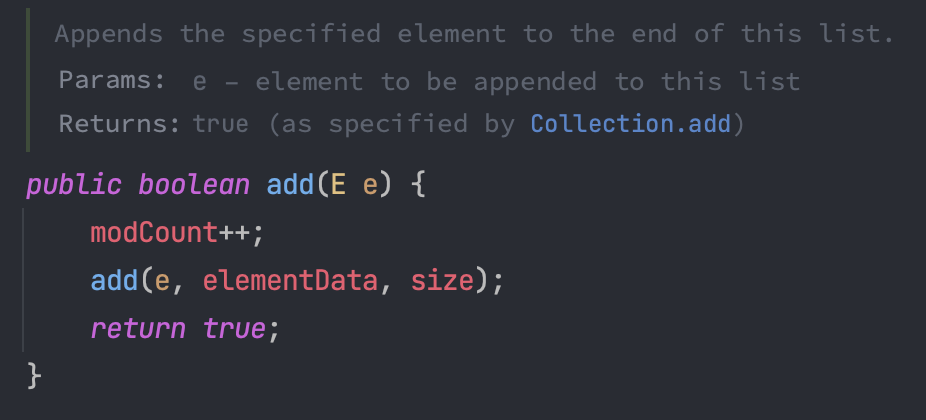 Appends the specified element to the end of this list.
Params: e – element to be appended to this list
Returns: true (as specified by Collection.add)
public boolean add(E e) {
    modCount++;
    add(e, elementData, size);
    return true;
}